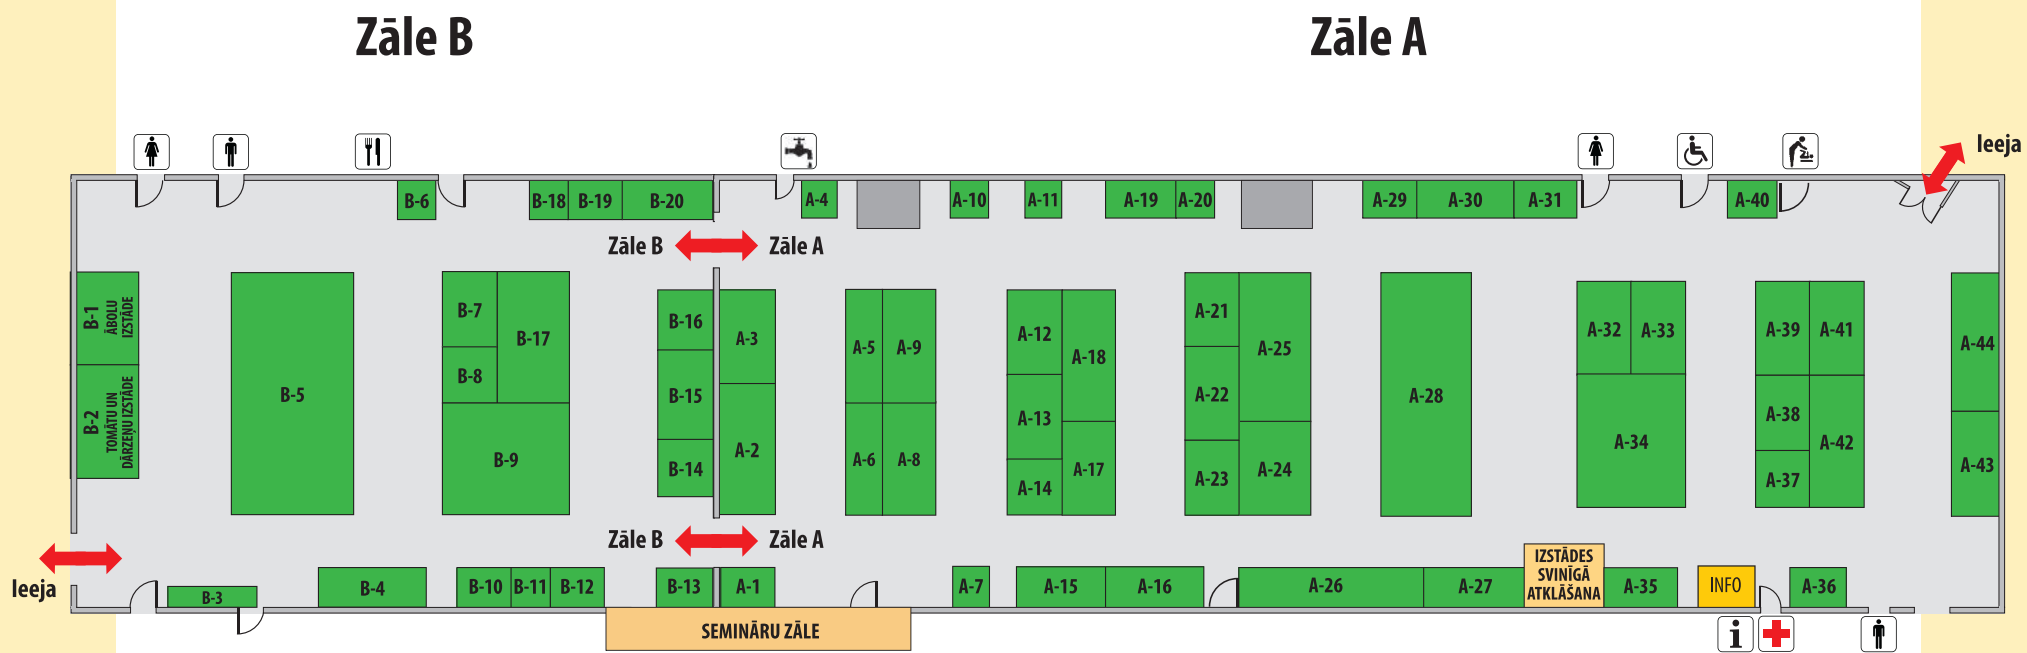 Zāle B
Zāle A
Ieeja
B-6
B-18
B-19
B-20
A-4
A-10
A-11
A-19
A-20
A-29
A-30
A-31
A-40
Zāle B
Zāle A
B-1
ĀBOLU
IZSTĀDE
B-2
TOMĀTU UN
DĀRZEŅU IZSTĀDE
B-5
B-7
B-8
B-17
B-9
B-16
B-15
B-14
A-3
A-2
A-5
A-9
A-6
A-8
A-12
A-13
A-14
A-18
A-17
A-21
A-22
A-23
A-25
A-24
A-28
A-32
A-33
A-34
A-39
A-41
A-38
A-37
A-42
A-44
A-43
Zāle B
Zāle A
Ieeja
B-3
B-4
B-10
B-11
B-12
B-13
A-1
A-7
A-15
A-16
A-26
A-27
IZSTĀDES
SVINĪGĀ
ATKLĀŠANA
A-35
INFO
A-36
SEMINĀRU ZĀLE
i